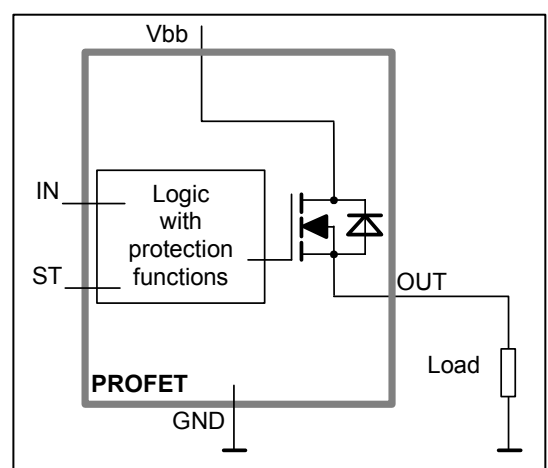 Vbb
IN
Logic
with
protection
functions
ST
OUT
Load
PROFET
GND